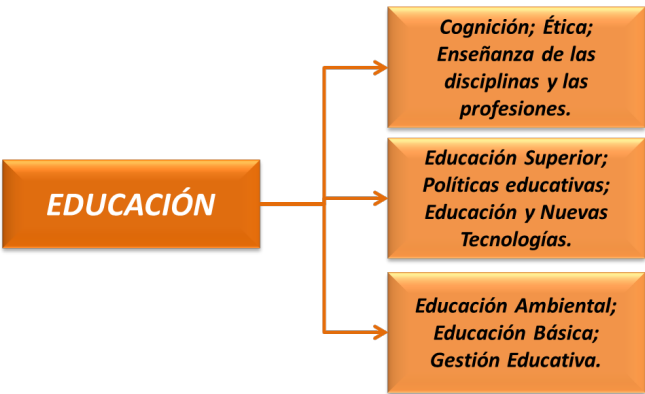 EDUCACIÓN
Cognición; Ética;
Enseñanza de las
disciplinas y las
profesiones.
Educación Superior;
Políticas educativas;
Educación y Nuevas
Tecnologías.
Educación Ambiental;
Educación Básica;
Gestión Educativa.